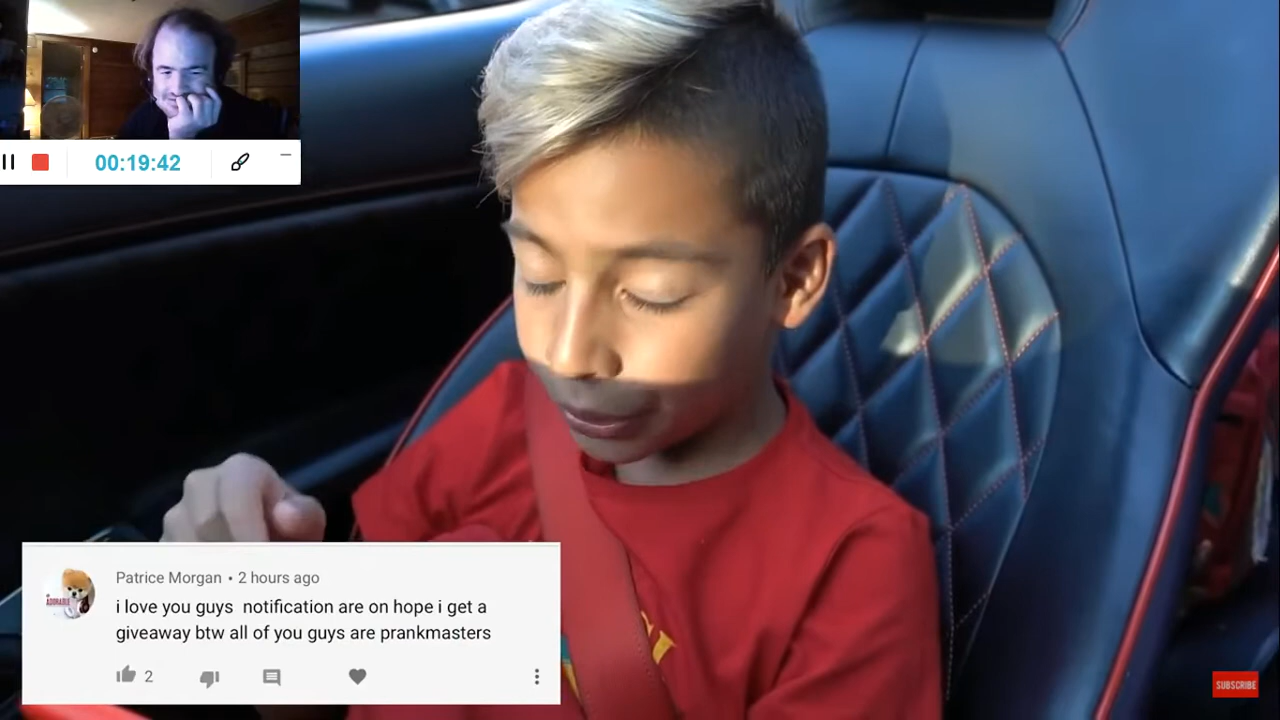 00:19:42
Patrice Morgan • 2 hours ago
i love you guys  notification are on hope i get a
giveaway btw all of you guys are prankmasters
2
SUBSCRIBE